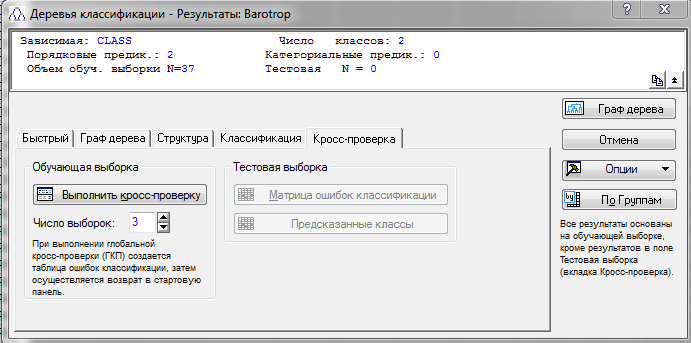 Деревья классификации - Результаты: Barotrop
Зависимая: CLASS Число классов: 2
Порядковые предик.: 2 Категориальные предик.: 0
Объем обуч. выборки N=37 Тестовая N = 0
Граф дерева
Отмена
Опции
По Группам
Все результаты основаны
на обучающей выборке,
кроме результатов в поле
Тестовая выборка
(вкладка Кросс-проверка).
Быстрый Граф дерева Структура Классификация Кросс-проверка
Обучающая выборка
Выполнить кросс-проверку
Число выборок: 3
При выполнении глобальной
кросс-проверки (ГКП) создается
таблица ошибок классификации, затем
осуществляется возврат в стартовую
панель.
Тестовая выборка
Матрица ошибок классификации
Предсказанные классы